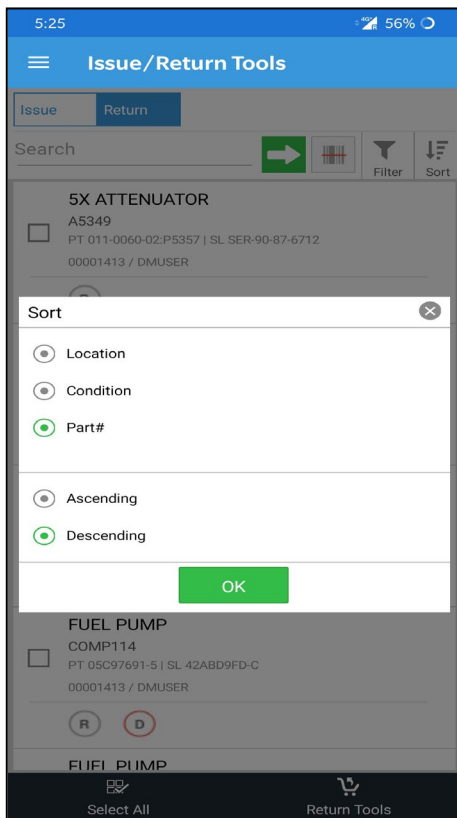 5:25
4G+ R 56%
Issue/Return Tools
Issue Return
Search
Filter Sort
5X ATTENUATOR
A5349
PT 011-0060-02:P5357 | SL SER-90-87-6712
00001413 / DMUSER
Sort
Location
Condition
Part#
Ascending
Descending
OK
FUEL PUMP
COMP114
PT 05C97691-5 | SL 42ABD9FD-C
00001413 / DMUSER
R D
FUEL PUMP
Select All Return Tools